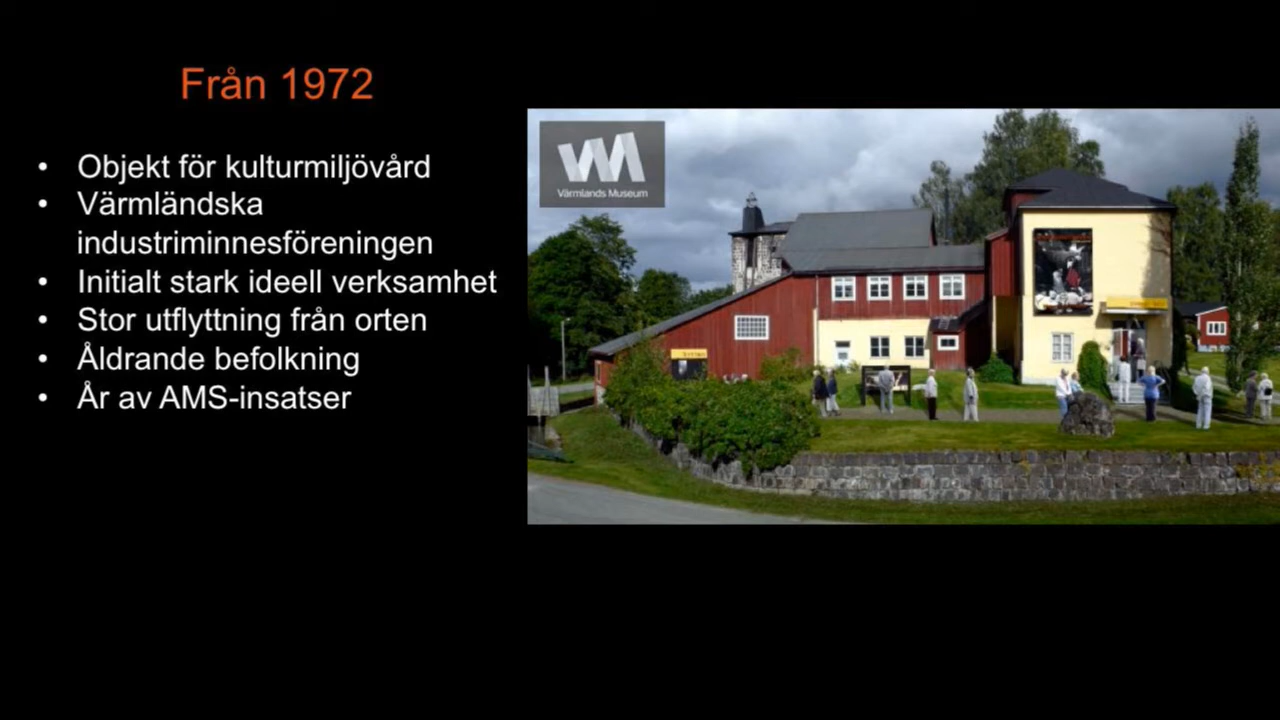 Från 1972
• Objekt för kulturmiljövård
• Värmländska
industriminnesföreningen
• Initialt stark ideell verksamhet
• Stor utflyttning från orten
• Åldrande befolkning
• År av AMS-insatser
Värmlands Museum